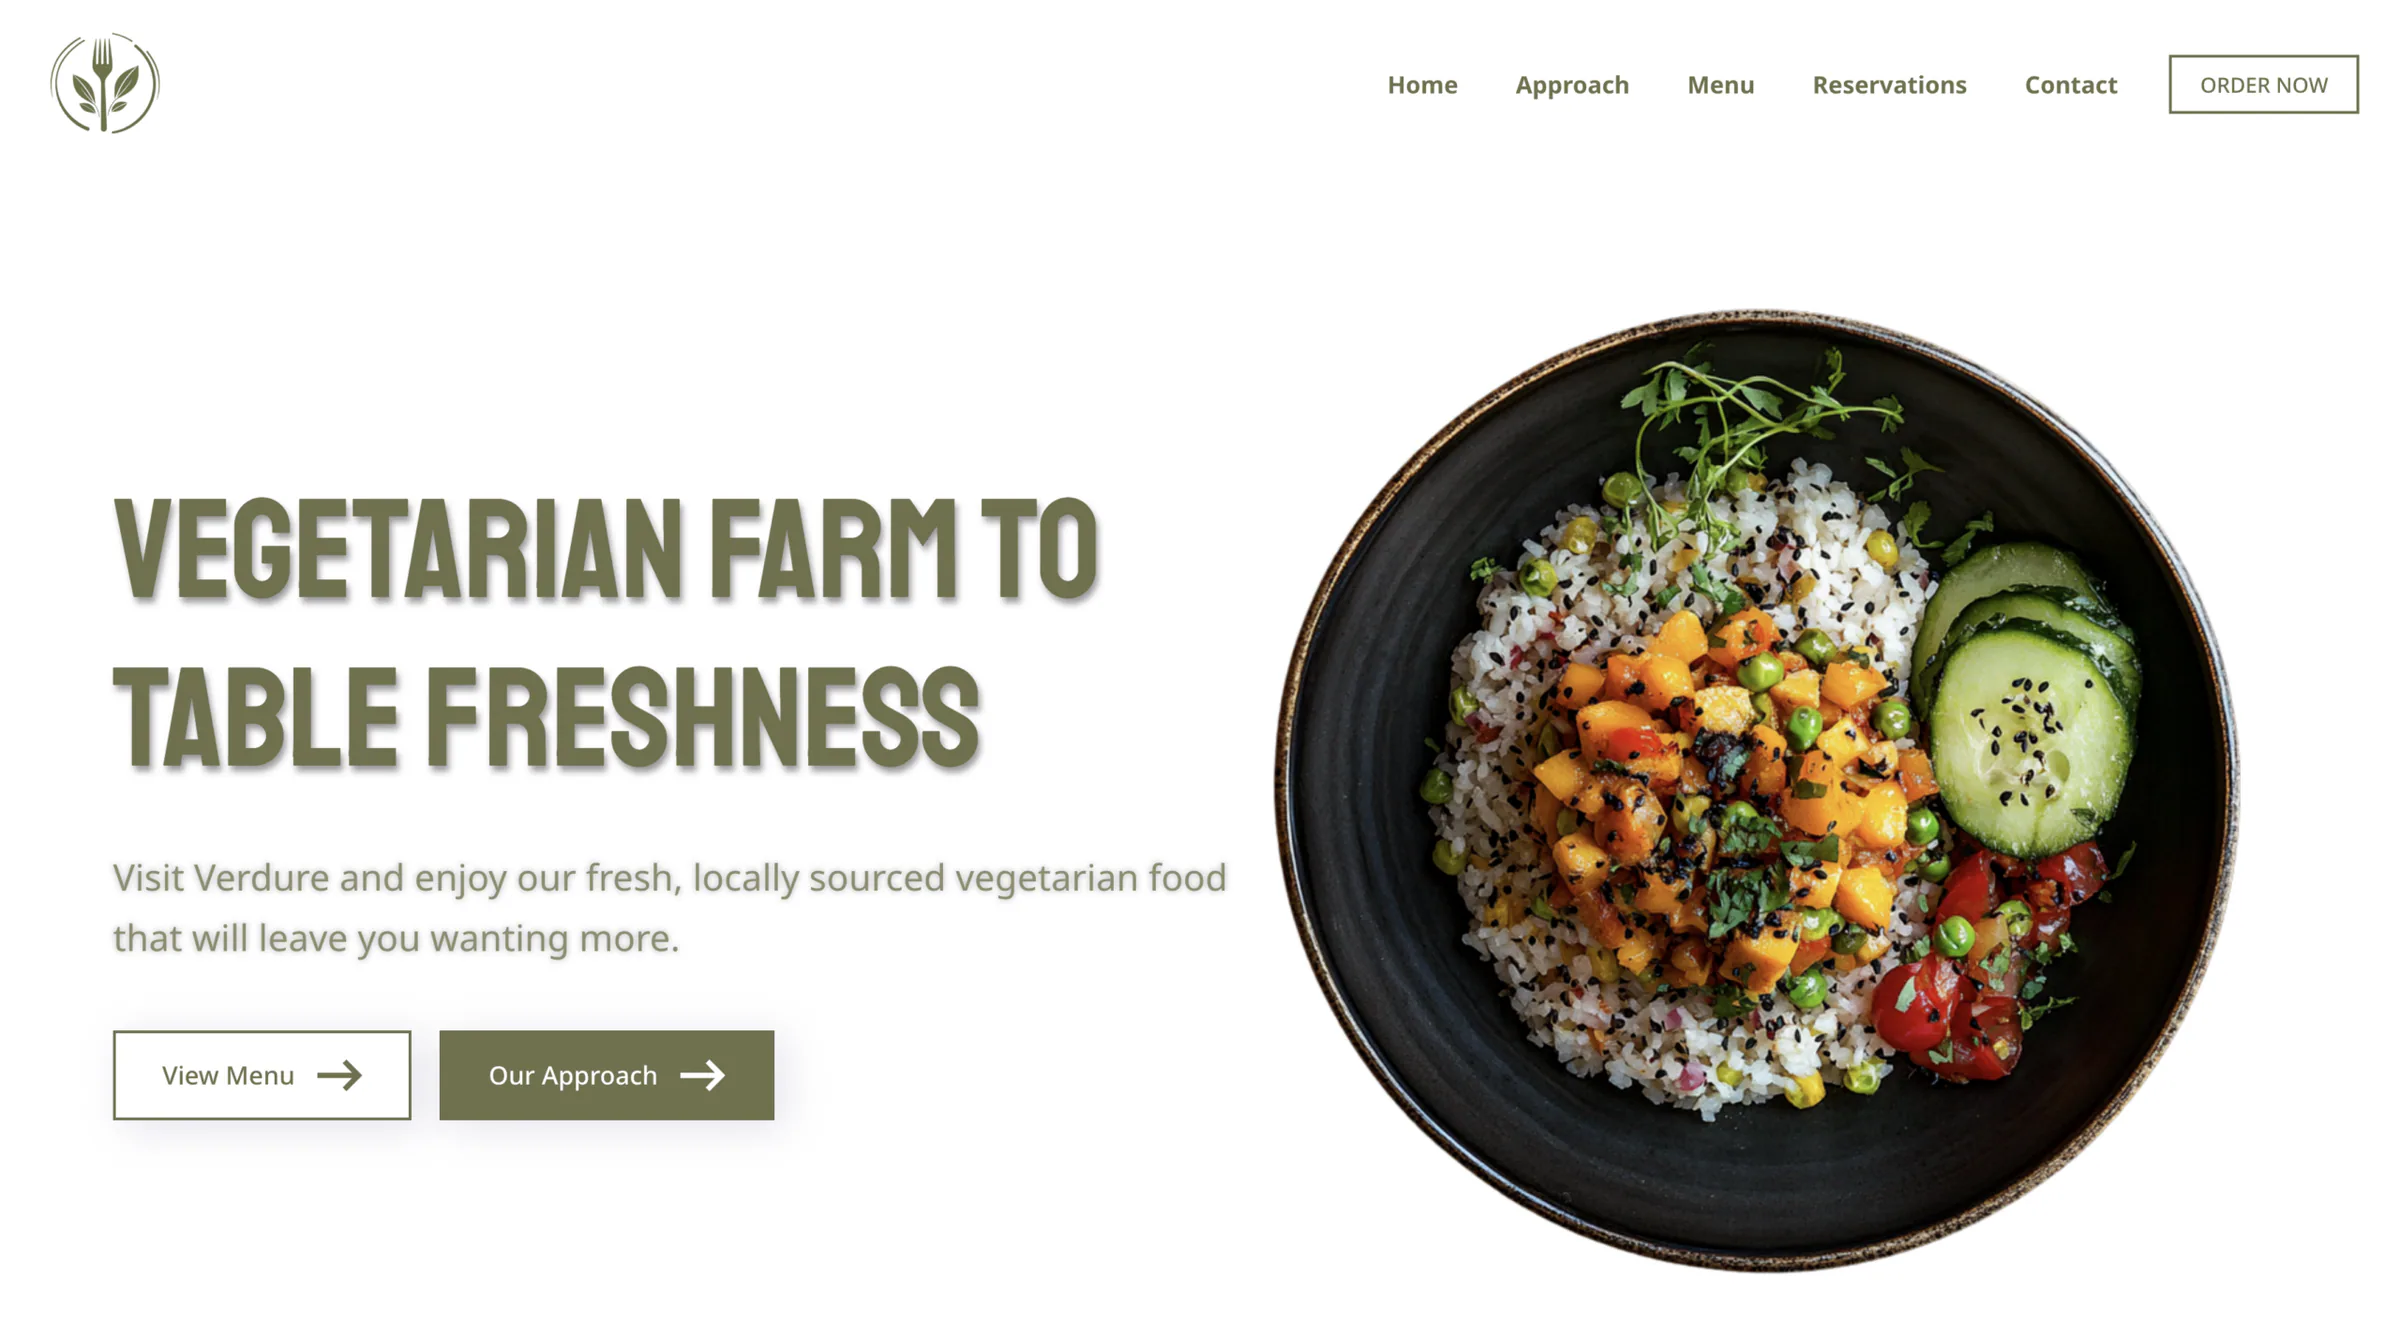 Home
Approach
Menu
Reservations
Contact
ORDER NOW
VEGETARIAN FARM TO
TABLE FRESHNESS
Visit Verdure and enjoy our fresh, locally sourced vegetarian food
that will leave you wanting more.
View Menu
Our Approach